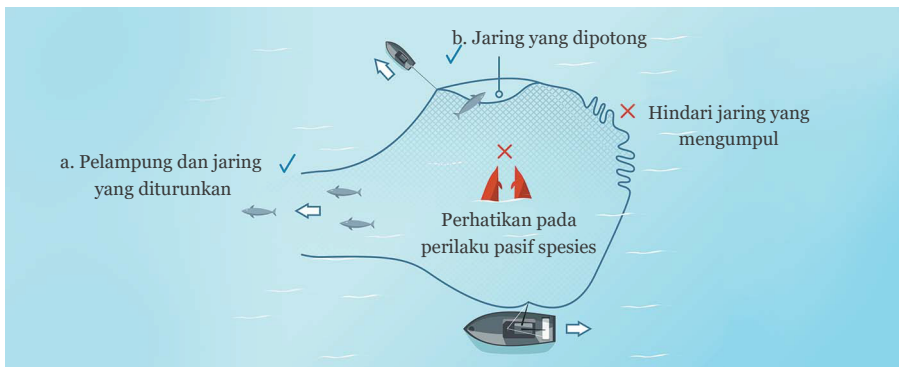 b. Jaring yang dipotong
Hindari jaring yang
mengumpul
a. Pelampung dan jaring
yang diturunkan
Perhatikan pada
perilaku pasif spesies